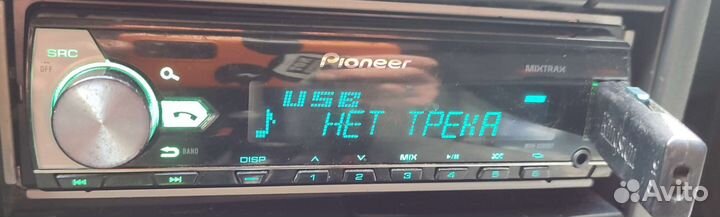 SRC
OFF
Pioneer
MIXTRAX
USB
НЕТ ТРЕКА
BAND
DISP
MIX
1 2 3 4 5 6
Avito